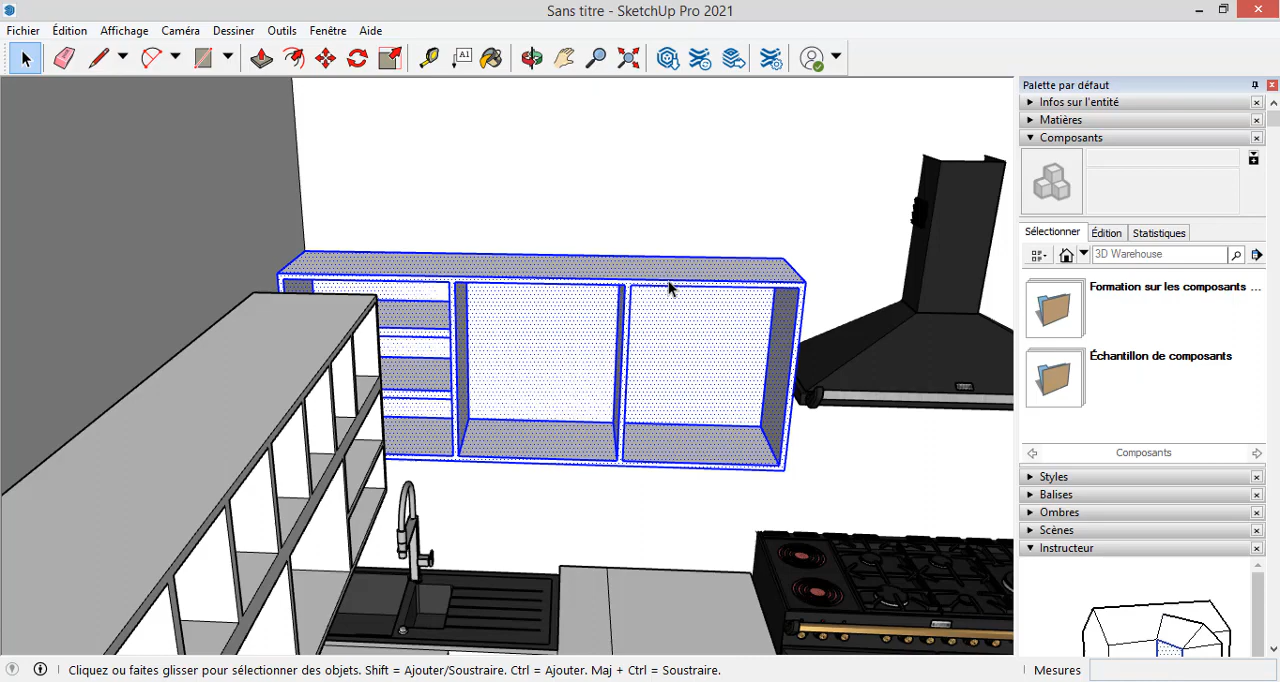 Sans titre - SketchUp Pro 2021
Fichier Édition Affichage Caméra Dessiner Outils Fenêtre Aide
A1
Palette par défaut
Infos sur l'entité
Matières
Composants
Sélectionner Édition Statistiques
3D Warehouse
Formation sur les composants ...
Échantillon de composants
Composants
Styles
Balises
Ombres
Scènes
Instructeur
Cliquez ou faites glisser pour sélectionner des objets. Shift = Ajouter/Soustraire. Ctrl = Ajouter. Maj + Ctrl = Soustraire.
Mesures